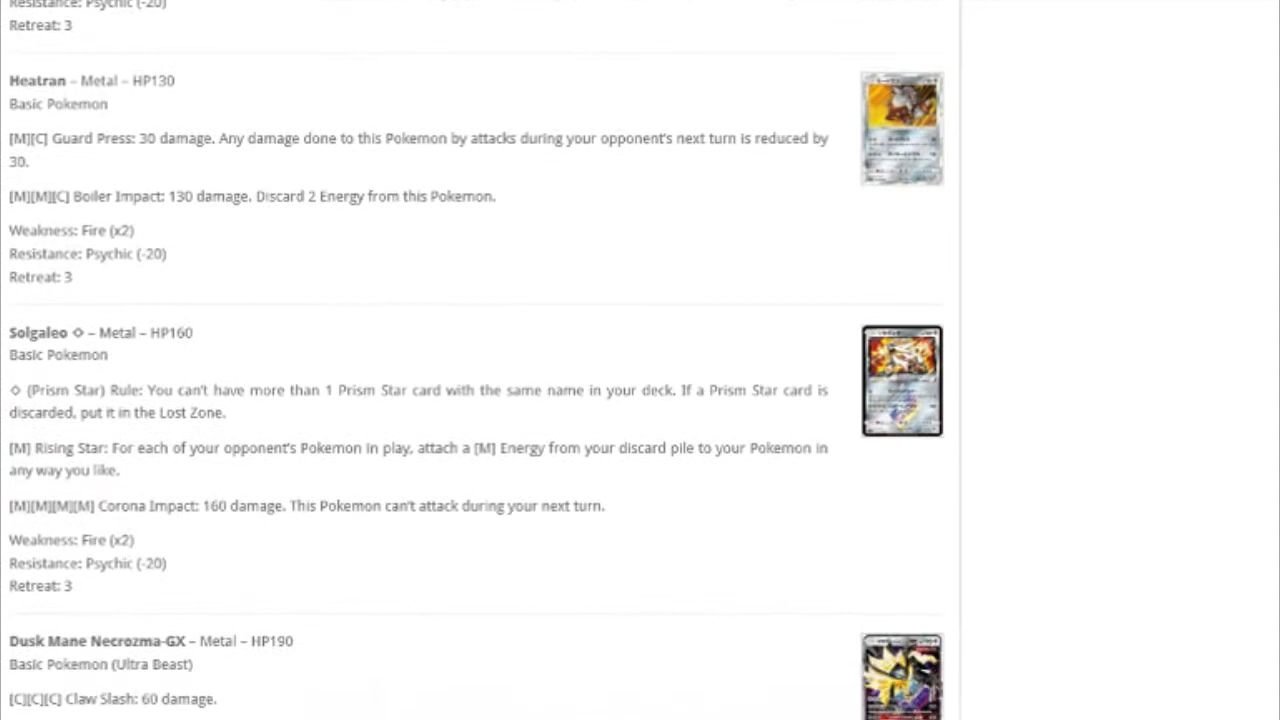 Resistance: Psychic (-20)
Retreat: 3
Heatran – Metal – HP130
Basic Pokemon
[M][C] Guard Press: 30 damage. Any damage done to this Pokemon by attacks during your opponent's next turn is reduced by
30.
[M][M][C] Boiler Impact: 130 damage. Discard 2 Energy from this Pokemon.
Weakness: Fire (x2)
Resistance: Psychic (-20)
Retreat: 3
Solgaleo ◇ – Metal – HP160
Basic Pokemon
◇ (Prism Star) Rule: You can't have more than 1 Prism Star card with the same name in your deck. If a Prism Star card is
discarded, put it in the Lost Zone.
[M] Rising Star: For each of your opponent's Pokemon in play, attach a [M] Energy from your discard pile to your Pokemon in
any way you like.
[M][M][M][M] Corona Impact: 160 damage. This Pokemon can't attack during your next turn.
Weakness: Fire (x2)
Resistance: Psychic (-20)
Retreat: 3
Dusk Mane Necrozma-GX – Metal – HP190
Basic Pokemon (Ultra Beast)
[C][C][C] Claw Slash: 60 damage.